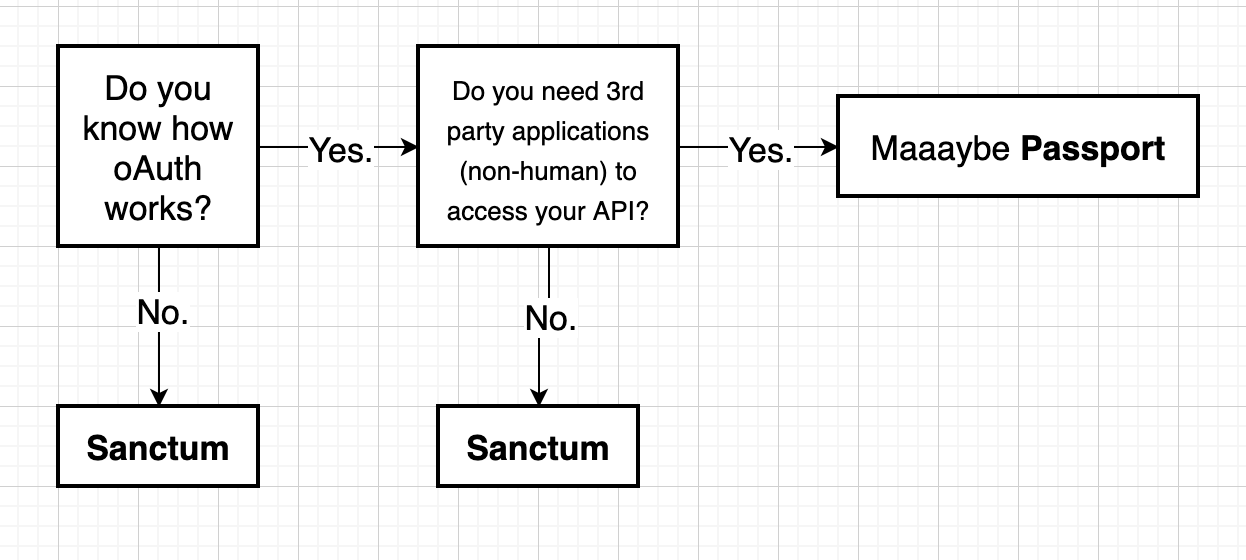 Do you
know how
oAuth
works?
Yes.
Do you need 3rd
party applications
(non-human) to
access your API?
Yes.
Maaaybe Passport
No.
No.
Sanctum
Sanctum